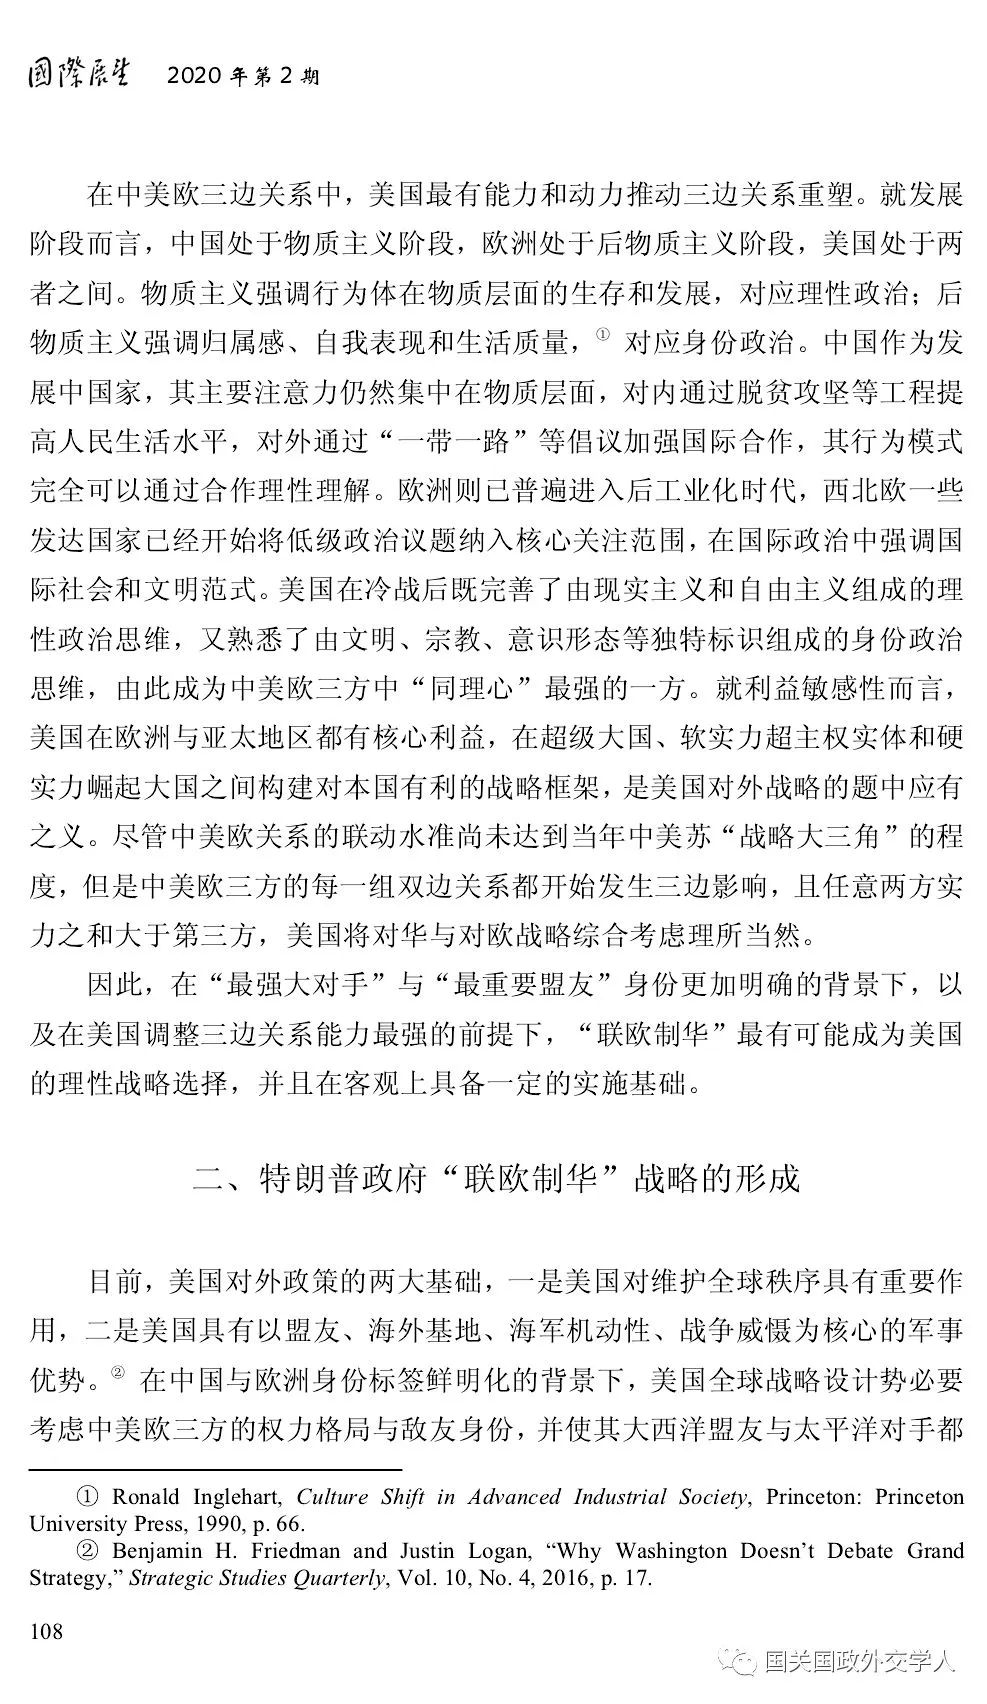 國際展望 2020 年第 2 期
在中美欧三边关系中，美国最有能力和动力推动三边关系重塑。就发展
阶段而言，中国处于物质主义阶段，欧洲处于后物质主义阶段，美国处于两
者之间。物质主义强调行为体在物质层面的生存和发展，对应理性政治；后
物质主义强调归属感、自我表现和生活质量，① 对应身份政治。中国作为发
展中国家，其主要注意力仍然集中在物质层面，对内通过脱贫攻坚等工程提
高人民生活水平，对外通过“一带一路”等倡议加强国际合作，其行为模式
完全可以通过合作理性理解。欧洲则已普遍进入后工业化时代，西北欧一些
发达国家已经开始将低级政治议题纳入核心关注范围，在国际政治中强调国
际社会和文明范式。美国在冷战后既完善了由现实主义和自由主义组成的理
性政治思维，又熟悉了由文明、宗教、意识形态等独特标识组成的身份政治
思维，由此成为中美欧三方中“同理心”最强的一方。就利益敏感性而言，
美国在欧洲与亚太地区都有核心利益，在超级大国、软实力超主权实体和硬
实力崛起大国之间构建对本国有利的战略框架，是美国对外战略的题中应有
之义。尽管中美欧关系的联动水准尚未达到当年中美苏“战略大三角”的程
度，但是中美欧三方的每一组双边关系都开始发生三边影响，且任意两方实
力之和大于第三方，美国将对华与对欧战略综合考虑理所当然。
因此，在“最强大对手”与“最重要盟友”身份更加明确的背景下，以
及在美国调整三边关系能力最强的前提下，“联欧制华”最有可能成为美国
的理性战略选择，并且在客观上具备一定的实施基础。
二、特朗普政府“联欧制华”战略的形成
目前，美国对外政策的两大基础，一是美国对维护全球秩序具有重要作
用，二是美国具有以盟友、海外基地、海军机动性、战争威慑为核心的军事
优势。② 在中国与欧洲身份标签鲜明化的背景下，美国全球战略设计势必要
考虑中美欧三方的权力格局与敌友身份，并使其大西洋盟友与太平洋对手都
① Ronald Inglehart, Culture Shift in Advanced Industrial Society, Princeton: Princeton
University Press, 1990, p. 66.
② Benjamin H. Friedman and Justin Logan, “Why Washington Doesn’t Debate Grand
Strategy,” Strategic Studies Quarterly, Vol. 10, No. 4, 2016, p. 17.
108
国关国政外交学人